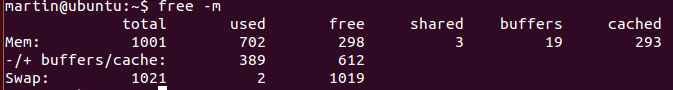 martin@ubuntu:~$ free -m
total used free shared buffers cached
Mem: 1001 702 298 3 19 293
-/+ buffers/cache: 389 612
Swap: 1021 2 1019